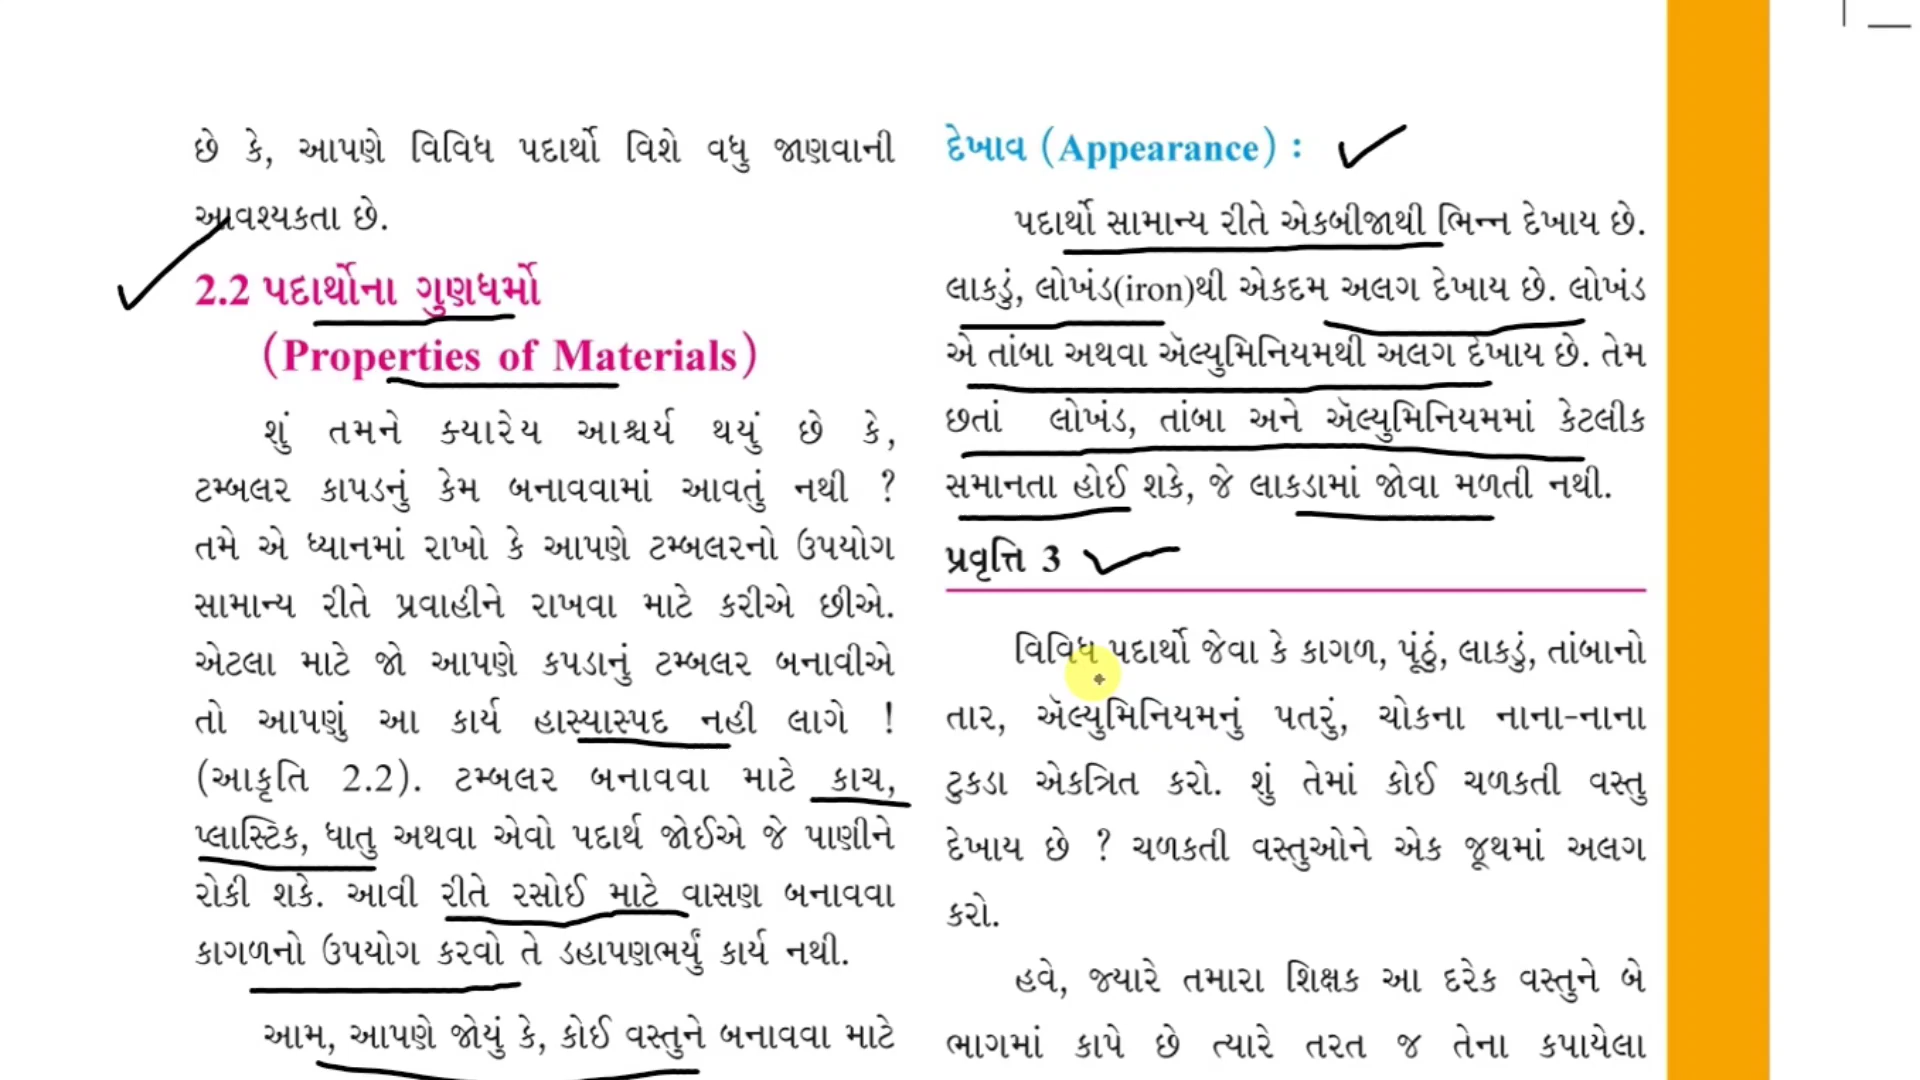 છે કે, આપણે વિવિધ પદાર્થો વિશે વધુ જાણવાની
આવશ્યકતા છે.
2.2 પદાર્થોના ગુણધર્મો
(Properties of Materials)
શું તમને ક્યારેય આશ્ચર્ય થયું છે કે,
ટમ્બલર કાપડનું કેમ બનાવવામાં આવતું નથી ?
તમે એ ધ્યાનમાં રાખો કે આપણે ટમ્બલરનો ઉપયોગ
સામાન્ય રીતે પ્રવાહીને રાખવા માટે કરીએ છીએ.
એટલા માટે જો આપણે કપડાનું ટમ્બલર બનાવીએ
તો આપણું આ કાર્ય હાસ્યાસ્પદ નહી લાગે !
(આકૃતિ 2.2). ટમ્બલર બનાવવા માટે કાચ,
પ્લાસ્ટિક, ધાતુ અથવા એવો પદાર્થ જોઈએ જે પાણીને
રોકી શકે. આવી રીતે રસોઈ માટે વાસણ બનાવવા
કાગળનો ઉપયોગ કરવો તે ડહાપણભર્યું કાર્ય નથી.
આમ, આપણે જોયું કે, કોઈ વસ્તુને બનાવવા માટે
દેખાવ (Appearance) :
પદાર્થો સામાન્ય રીતે એકબીજાથી ભિન્ન દેખાય છે.
લાકડું, લોખંડ(iron)થી એકદમ અલગ દેખાય છે. લોખંડ
એ તાંબા અથવા ઍલ્યુમિનિયમથી અલગ દેખાય છે. તેમ
છતાં લોખંડ, તાંબા અને ઍલ્યુમિનિયમમાં કેટલીક
સમાનતા હોઈ શકે, જે લાકડામાં જોવા મળતી નથી.
પ્રવૃત્તિ 3
વિવિધ પદાર્થો જેવા કે કાગળ, પૂંઠું, લાકડું, તાંબાનો
તાર, ઍલ્યુમિનિયમનું પતરું, ચોકના નાના-નાના
ટુકડા એકત્રિત કરો. શું તેમાં કોઈ ચળકતી વસ્તુ
દેખાય છે ? ચળકતી વસ્તુઓને એક જૂથમાં અલગ
કરો.
હવે, જ્યારે તમારા શિક્ષક આ દરેક વસ્તુને બે
ભાગમાં કાપે છે ત્યારે તરત જ તેના કપાયેલા